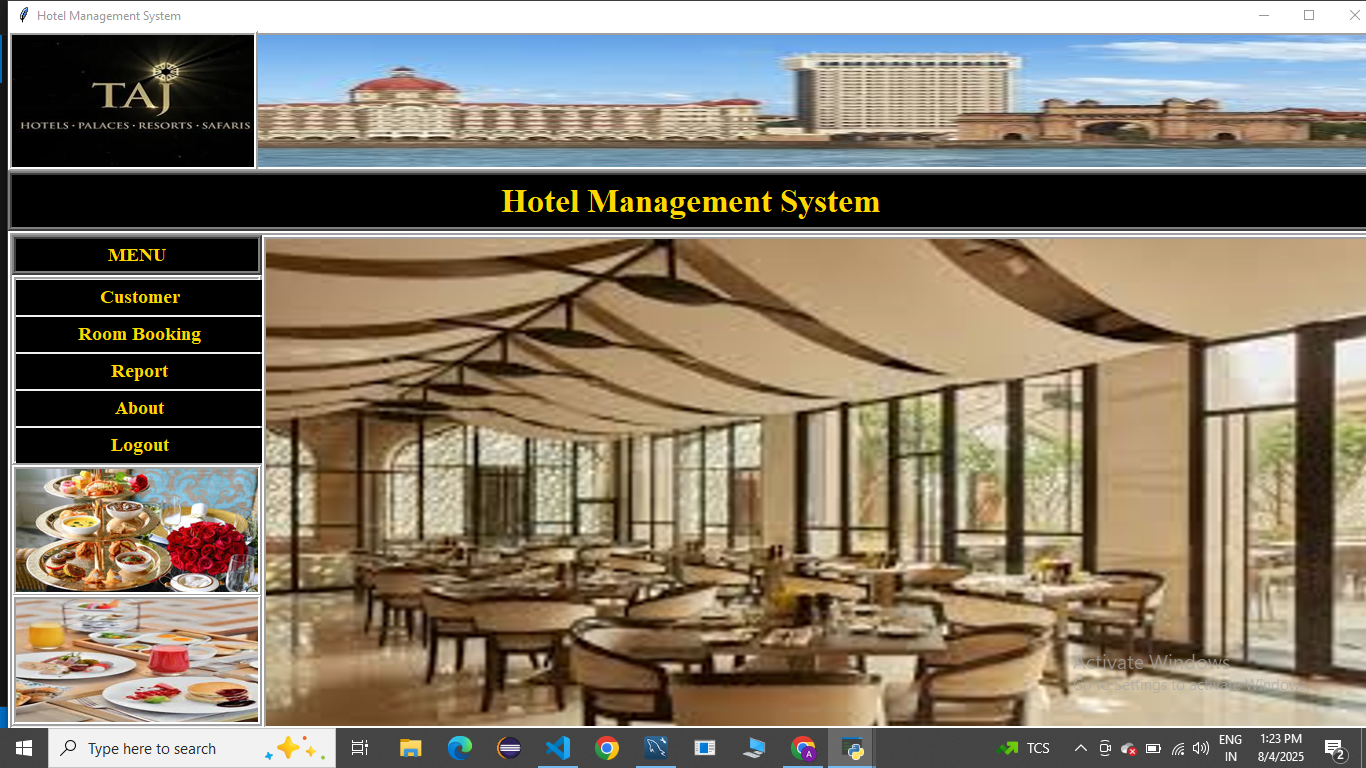 Hotel Management System
TAJ
HOTELS · PALACES · RESORTS · SAFARIS
Hotel Management System
MENU
Customer
Room Booking
Report
About
Logout
Activate Windows
Go to Settings to activate Windows.
Type here to search
A
TCS
ENG
IN
1:23 PM
8/4/2025
2